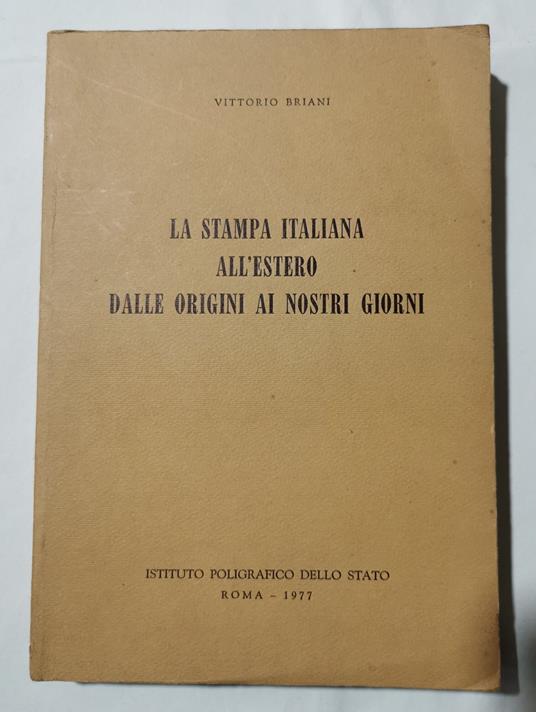 VITTORIO BRIANI
LA STAMPA ITALIANA
ALL'ESTERO
DALLE ORIGINI AI NOSTRI GIORNI
ISTITUTO POLIGRAFICO DELLO STATO
ROMA - 1977